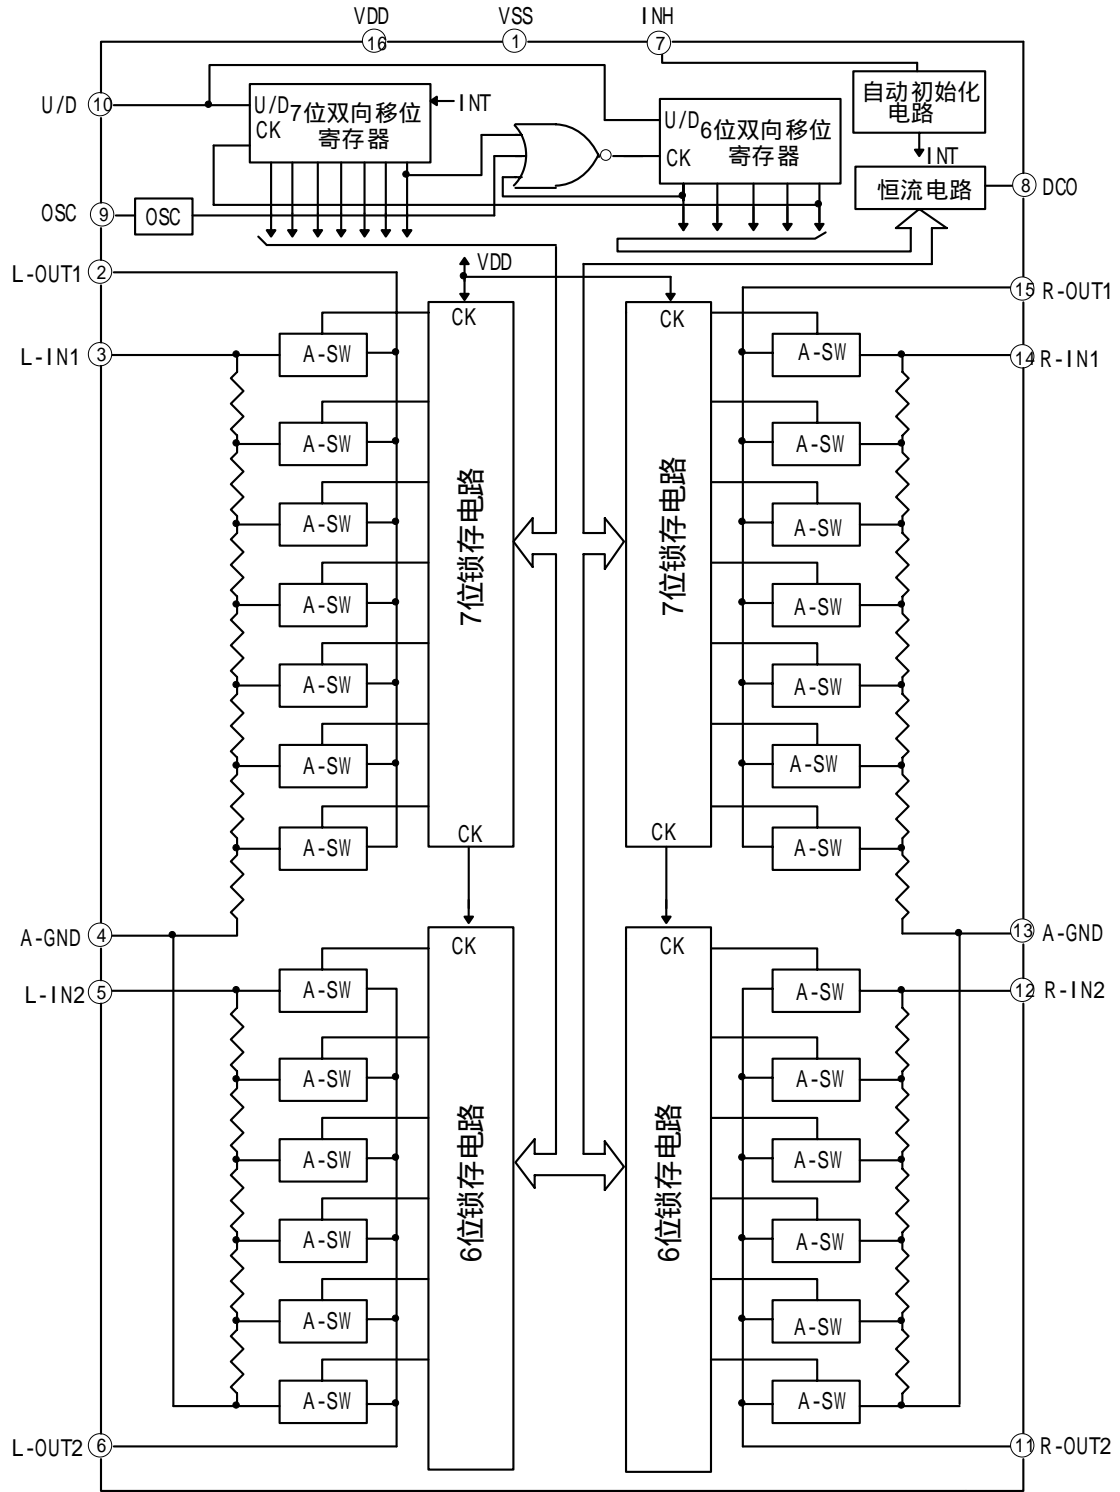 VDD
VSS
INH
16
1
7
U/D
10
U/D
CK
7位双向移位
寄存器
INT
U/D
CK
6位双向移位
寄存器
自动初始化
电路
INT
恒流电路
8
DCO
OSC
9
OSC
L-OUT1
2
VDD
15
R-OUT1
CK
CK
L-IN1
3
A-SW
A-SW
14
R-IN1
A-SW
A-SW
A-SW
A-SW
7位锁存电路
7位锁存电路
A-SW
A-SW
A-SW
A-SW
A-SW
A-SW
A-SW
A-SW
CK
CK
A-GND
4
13
A-GND
CK
CK
L-IN2
5
A-SW
A-SW
12
R-IN2
A-SW
A-SW
A-SW
A-SW
6位锁存电路
6位锁存电路
A-SW
A-SW
A-SW
A-SW
A-SW
A-SW
L-OUT2
6
11
R-OUT2